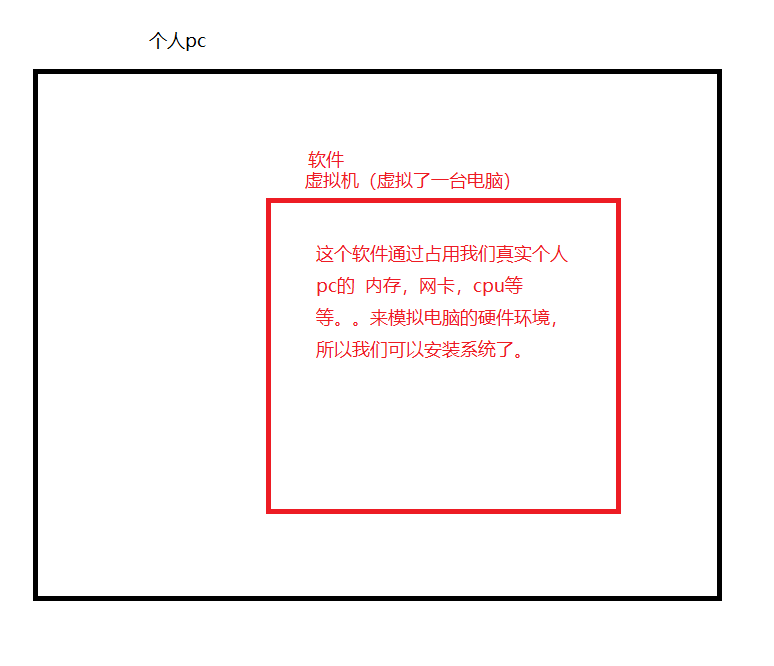 个人pc
软件
虚拟机（虚拟了一台电脑）
这个软件通过占用我们真实个人
pc的 内存，网卡，cpu等
等。。来模拟电脑的硬件环境，
所以我们可以安装系统了。